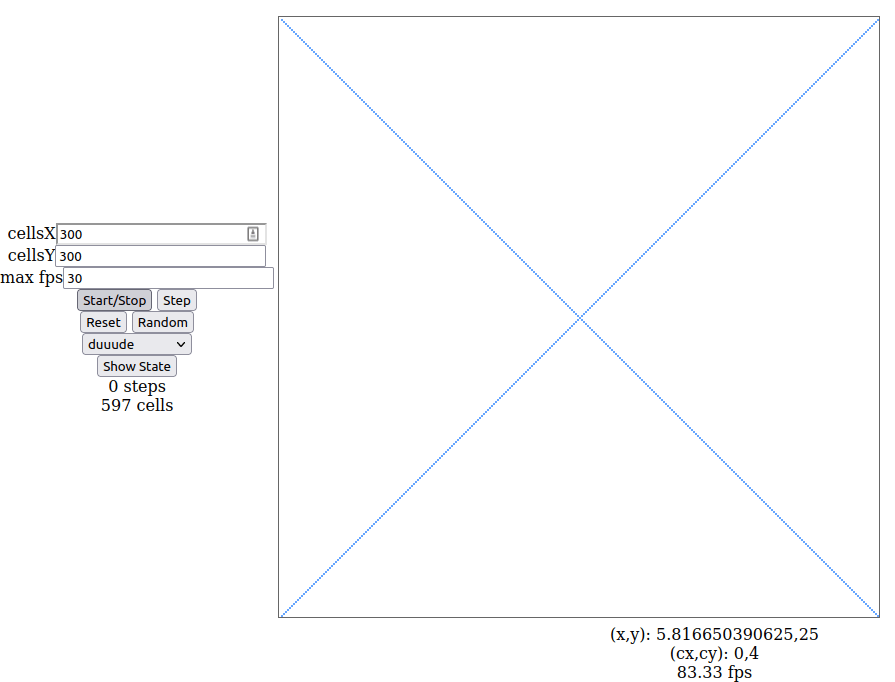 cellsX 300
cellsY 300
max fps 30
Start/Stop Step
Reset Random
duuude
Show State
0 steps
597 cells
(x,y): 5.816650390625,25
(cx,cy): 0,4
83.33 fps